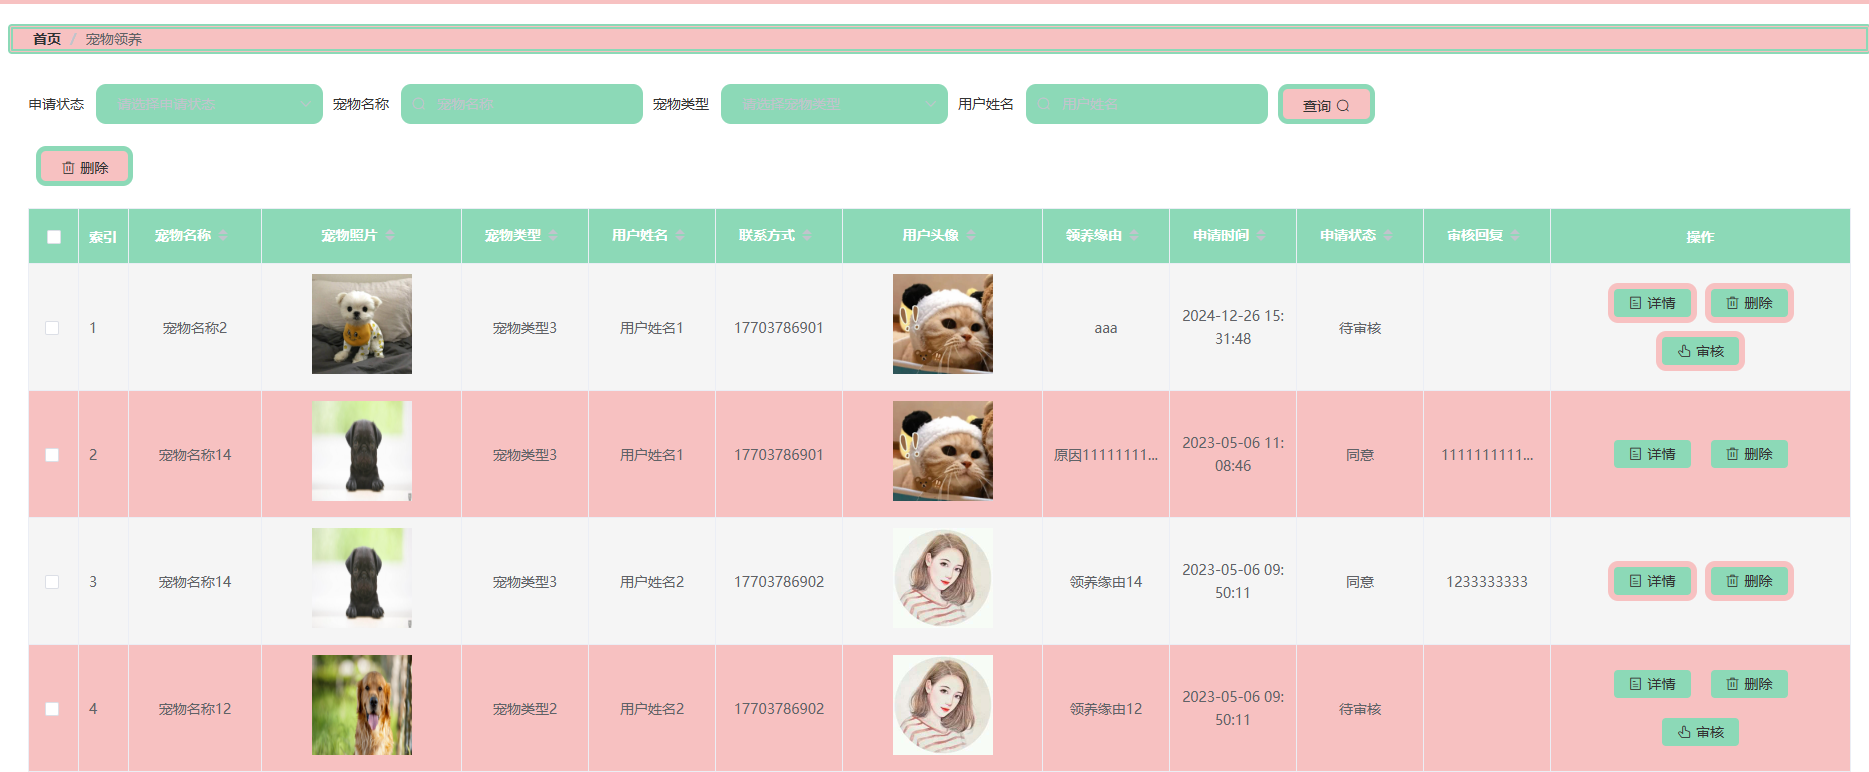 首页 / 宠物领养
申请状态 请选择申请状态 宠物名称 宠物名称 宠物类型 请选择宠物类型 用户姓名 用户姓名 查询
删除
索引 宠物名称 宠物照片 宠物类型 用户姓名 联系方式 用户头像 领养缘由 申请时间 申请状态 审核回复 操作
1 宠物名称2 宠物类型3 用户姓名1 17703786901 aaa 2024-12-26 15:31:48 待审核 详情 删除
审核
2 宠物名称14 宠物类型3 用户姓名1 17703786901 原因11111111... 2023-05-06 11:08:46 同意 1111111111... 详情 删除
3 宠物名称14 宠物类型3 用户姓名2 17703786902 领养缘由14 2023-05-06 09:50:11 同意 1233333333 详情 删除
4 宠物名称12 宠物类型2 用户姓名2 17703786902 领养缘由12 2023-05-06 09:50:11 待审核 详情 删除
审核